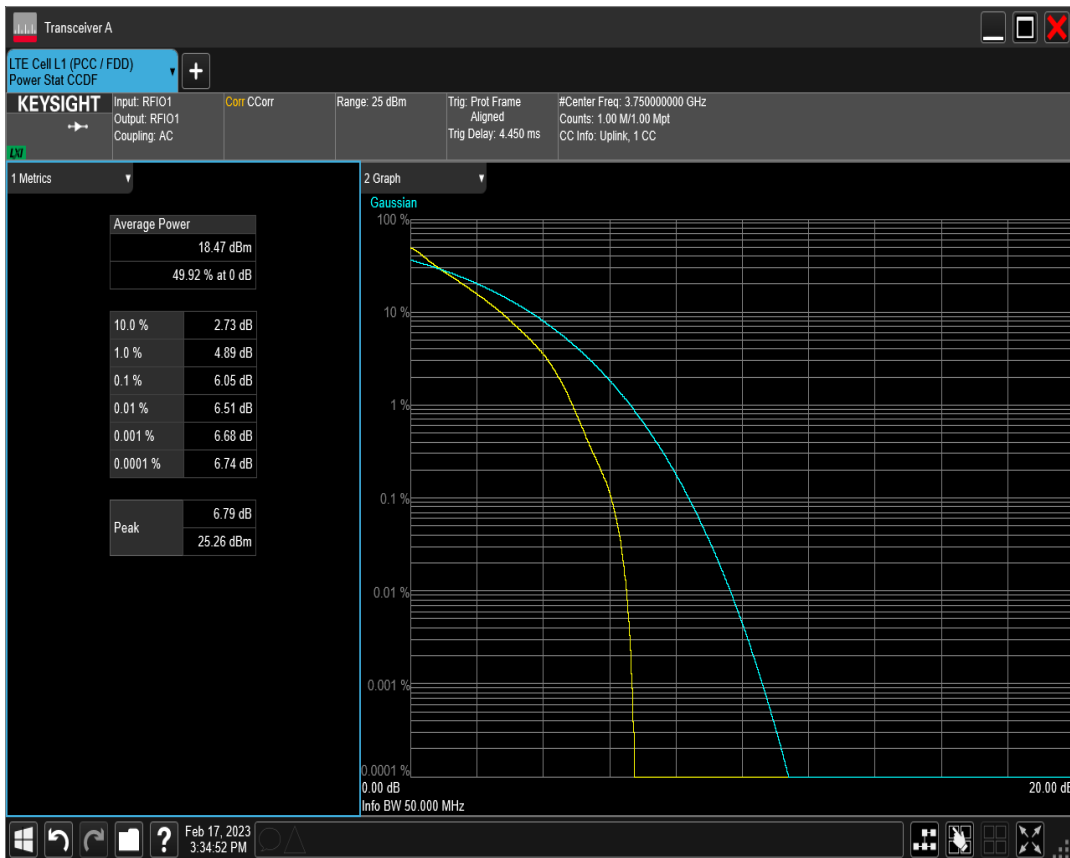 Transceiver A
LTE Cell L1 (PCC / FDD)
Power Stat CCDF
+
KEYSIGHT
LXI
Input: RFIO1
Output: RFIO1
Coupling: AC
Corr CCorr
Range: 25 dBm
Trig: Prot Frame
Aligned
Trig Delay: 4.450 ms
#Center Freq: 3.750000000 GHz
Counts: 1.00 M/1.00 Mpt
CC Info: Uplink, 1 CC
1 Metrics
Average Power
18.47 dBm
49.92 % at 0 dB
10.0 % 2.73 dB
1.0 % 4.89 dB
0.1 % 6.05 dB
0.01 % 6.51 dB
0.001 % 6.68 dB
0.0001 % 6.74 dB
Peak
6.79 dB
25.26 dBm
2 Graph
Gaussian
100 %
10 %
1 %
0.1 %
0.01 %
0.001 %
0.0001 %
0.00 dB 20.00 dB
Info BW 50.000 MHz
?
Feb 17, 2023
3:34:52 PM